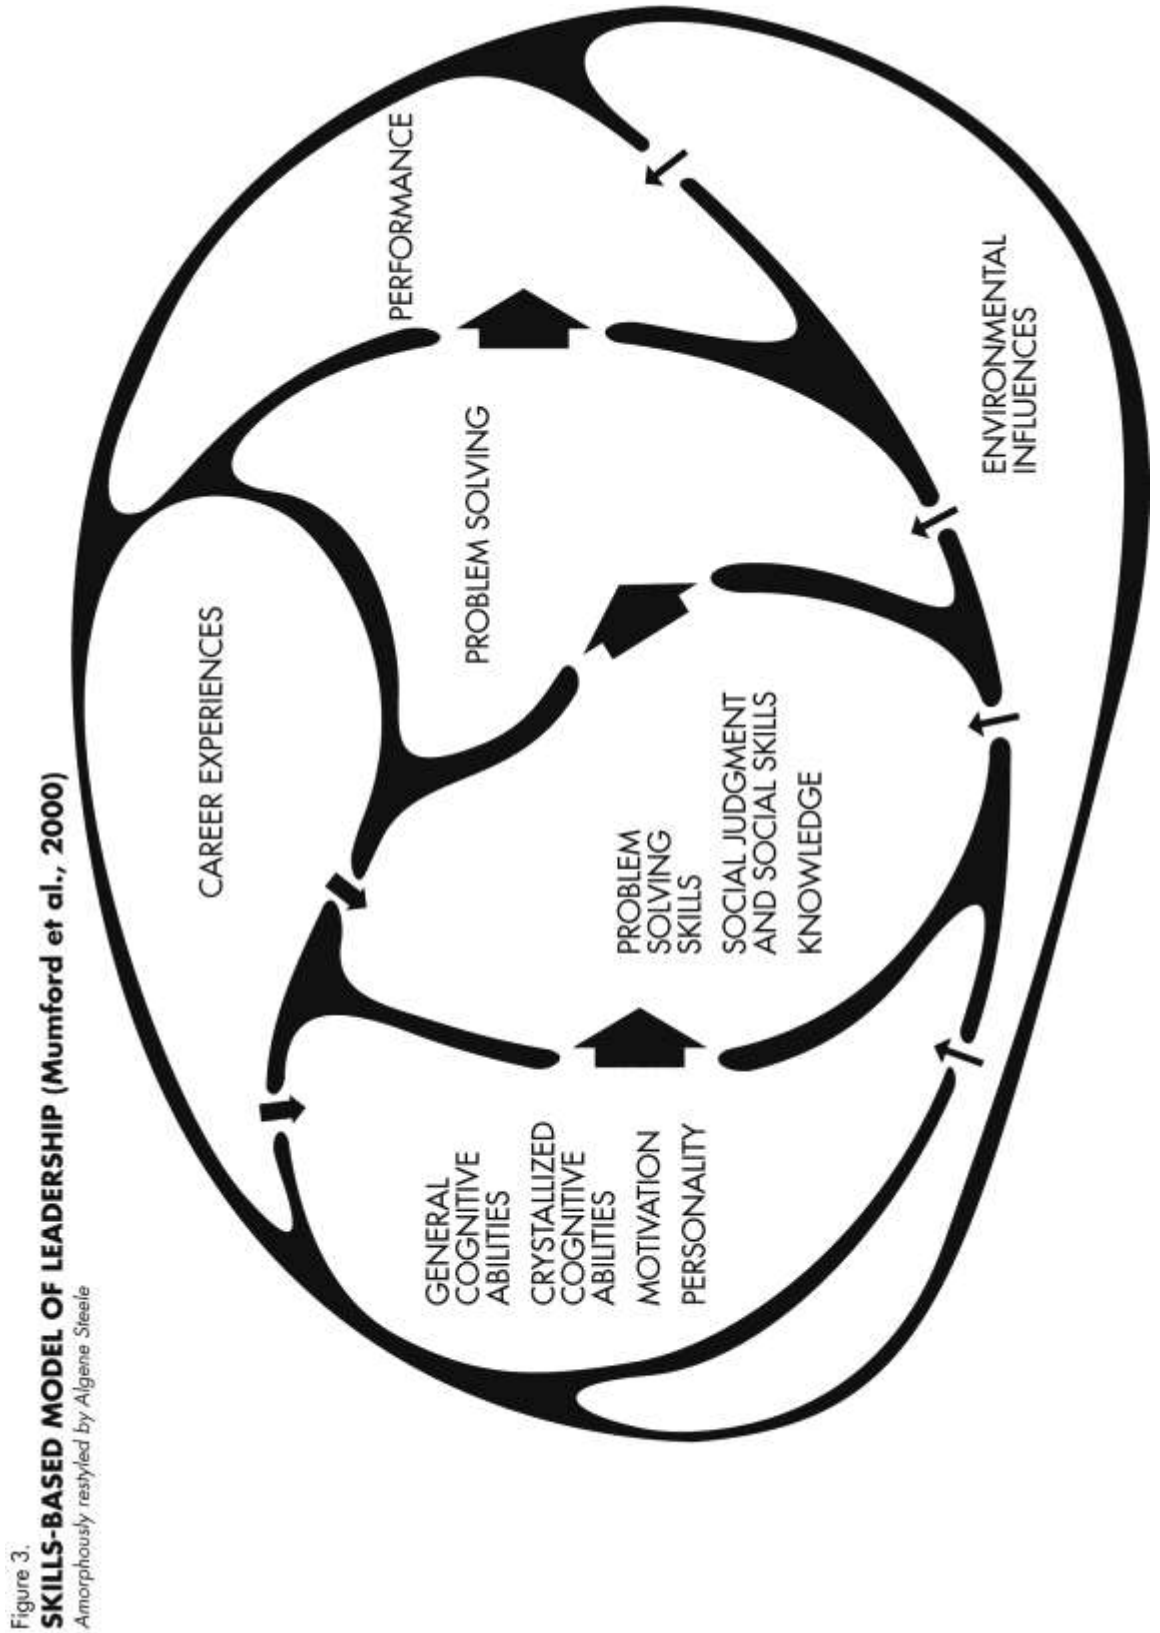 Figure 3.
SKILLS-BASED MODEL OF LEADERSHIP (Mumford et al., 2000)
Amorphously restyled by Algene Steele
CAREER EXPERIENCES
GENERAL
COGNITIVE
ABILITIES
CRYSTALLIZED
COGNITIVE
ABILITIES
MOTIVATION
PERSONALITY
PROBLEM
SOLVING
SKILLS
SOCIAL JUDGMENT
AND SOCIAL SKILLS
KNOWLEDGE
PROBLEM SOLVING
PERFORMANCE
ENVIRONMENTAL
INFLUENCES